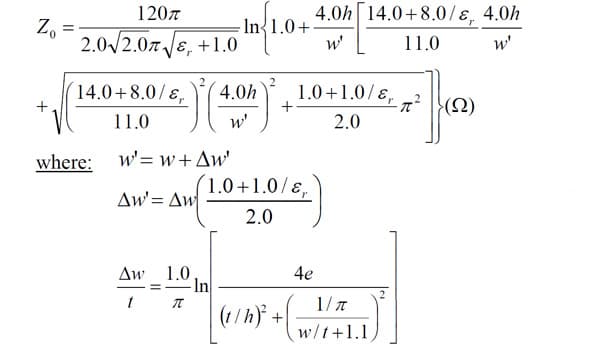 Z₀ = 120π / (2.0√2.0π√(εᵣ + 1.0)) ln{1.0 + 4.0h / w' [ (14.0 + 8.0 / εᵣ) / 11.0 4.0h / w'
+ √( ((14.0 + 8.0 / εᵣ) / 11.0)² (4.0h / w')² + (1.0 + 1.0 / εᵣ) / 2.0 π² ) ]} (Ω)
where: w' = w + Δw'
Δw' = Δw ( (1.0 + 1.0 / εᵣ) / 2.0 )
Δw / t = 1.0 / π ln[ 4e / ( (t / h)² + ( (1 / π) / (w / t + 1.1) )² ) ]